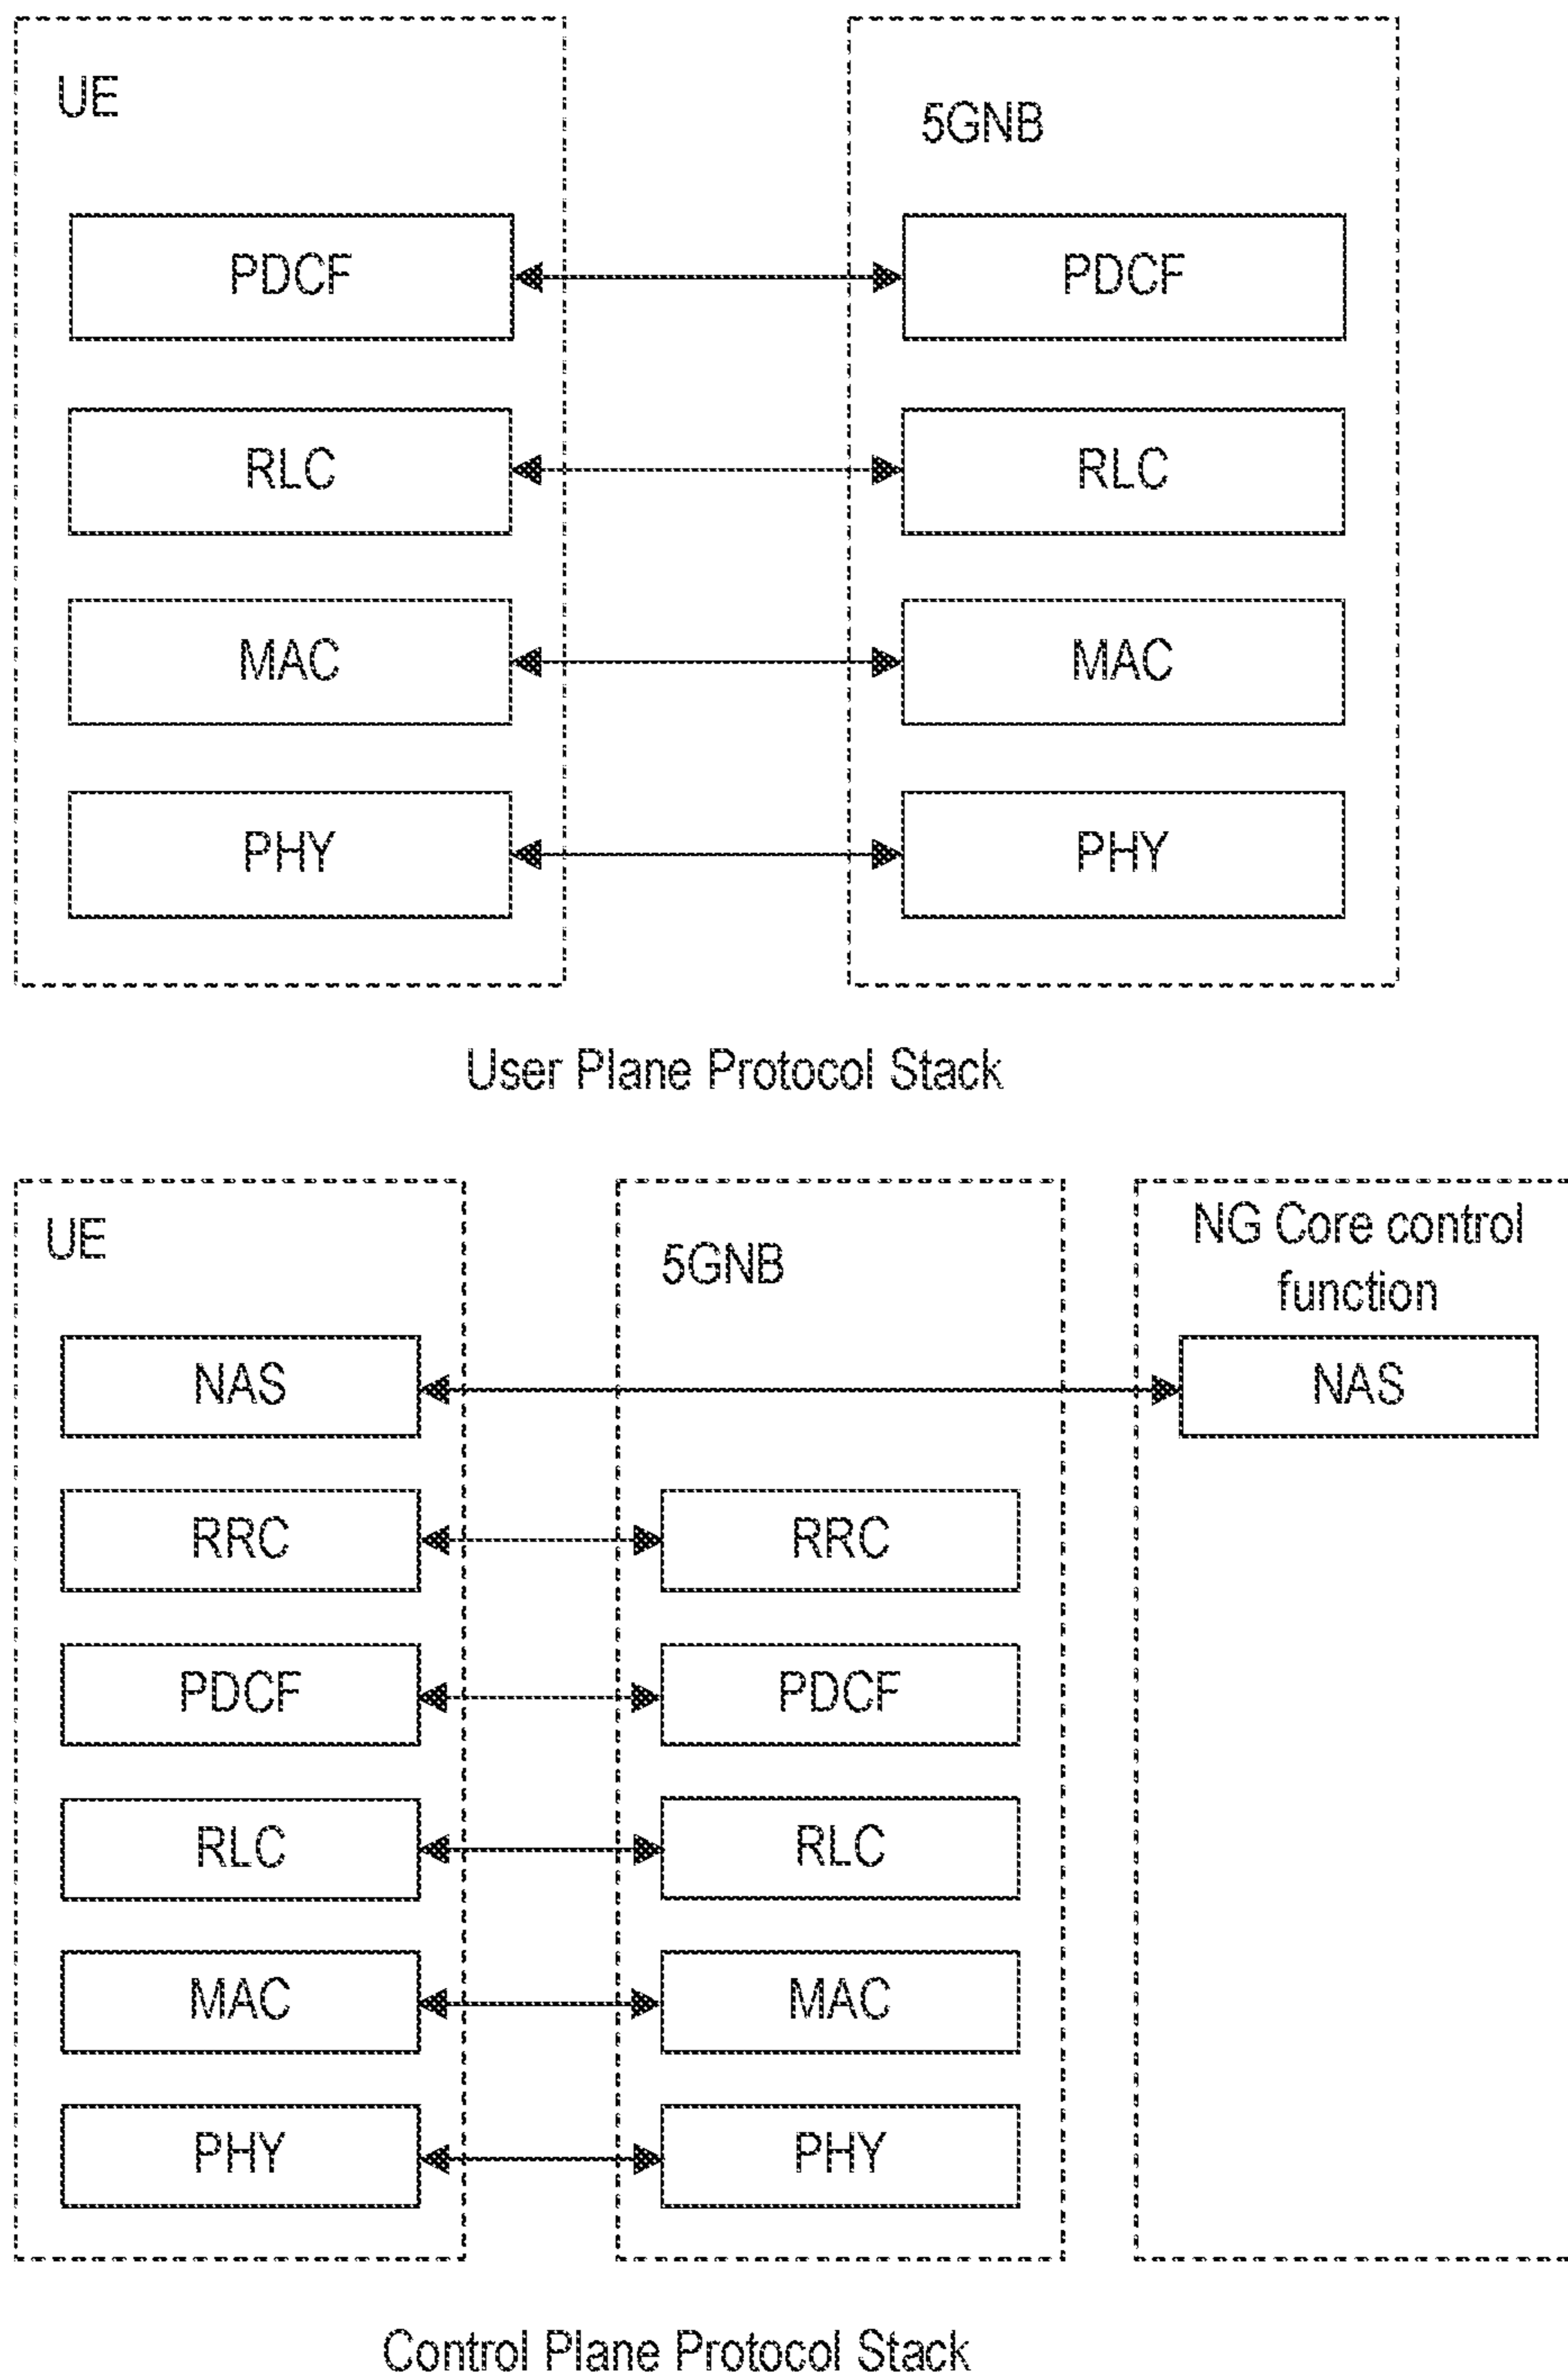 UE
5GNB
PDCF
PDCF
RLC
RLC
MAC
MAC
PHY
PHY
User Plane Protocol Stack
UE
5GNB
NG Core control
function
NAS
NAS
RRC
RRC
PDCF
PDCF
RLC
RLC
MAC
MAC
PHY
PHY
Control Plane Protocol Stack